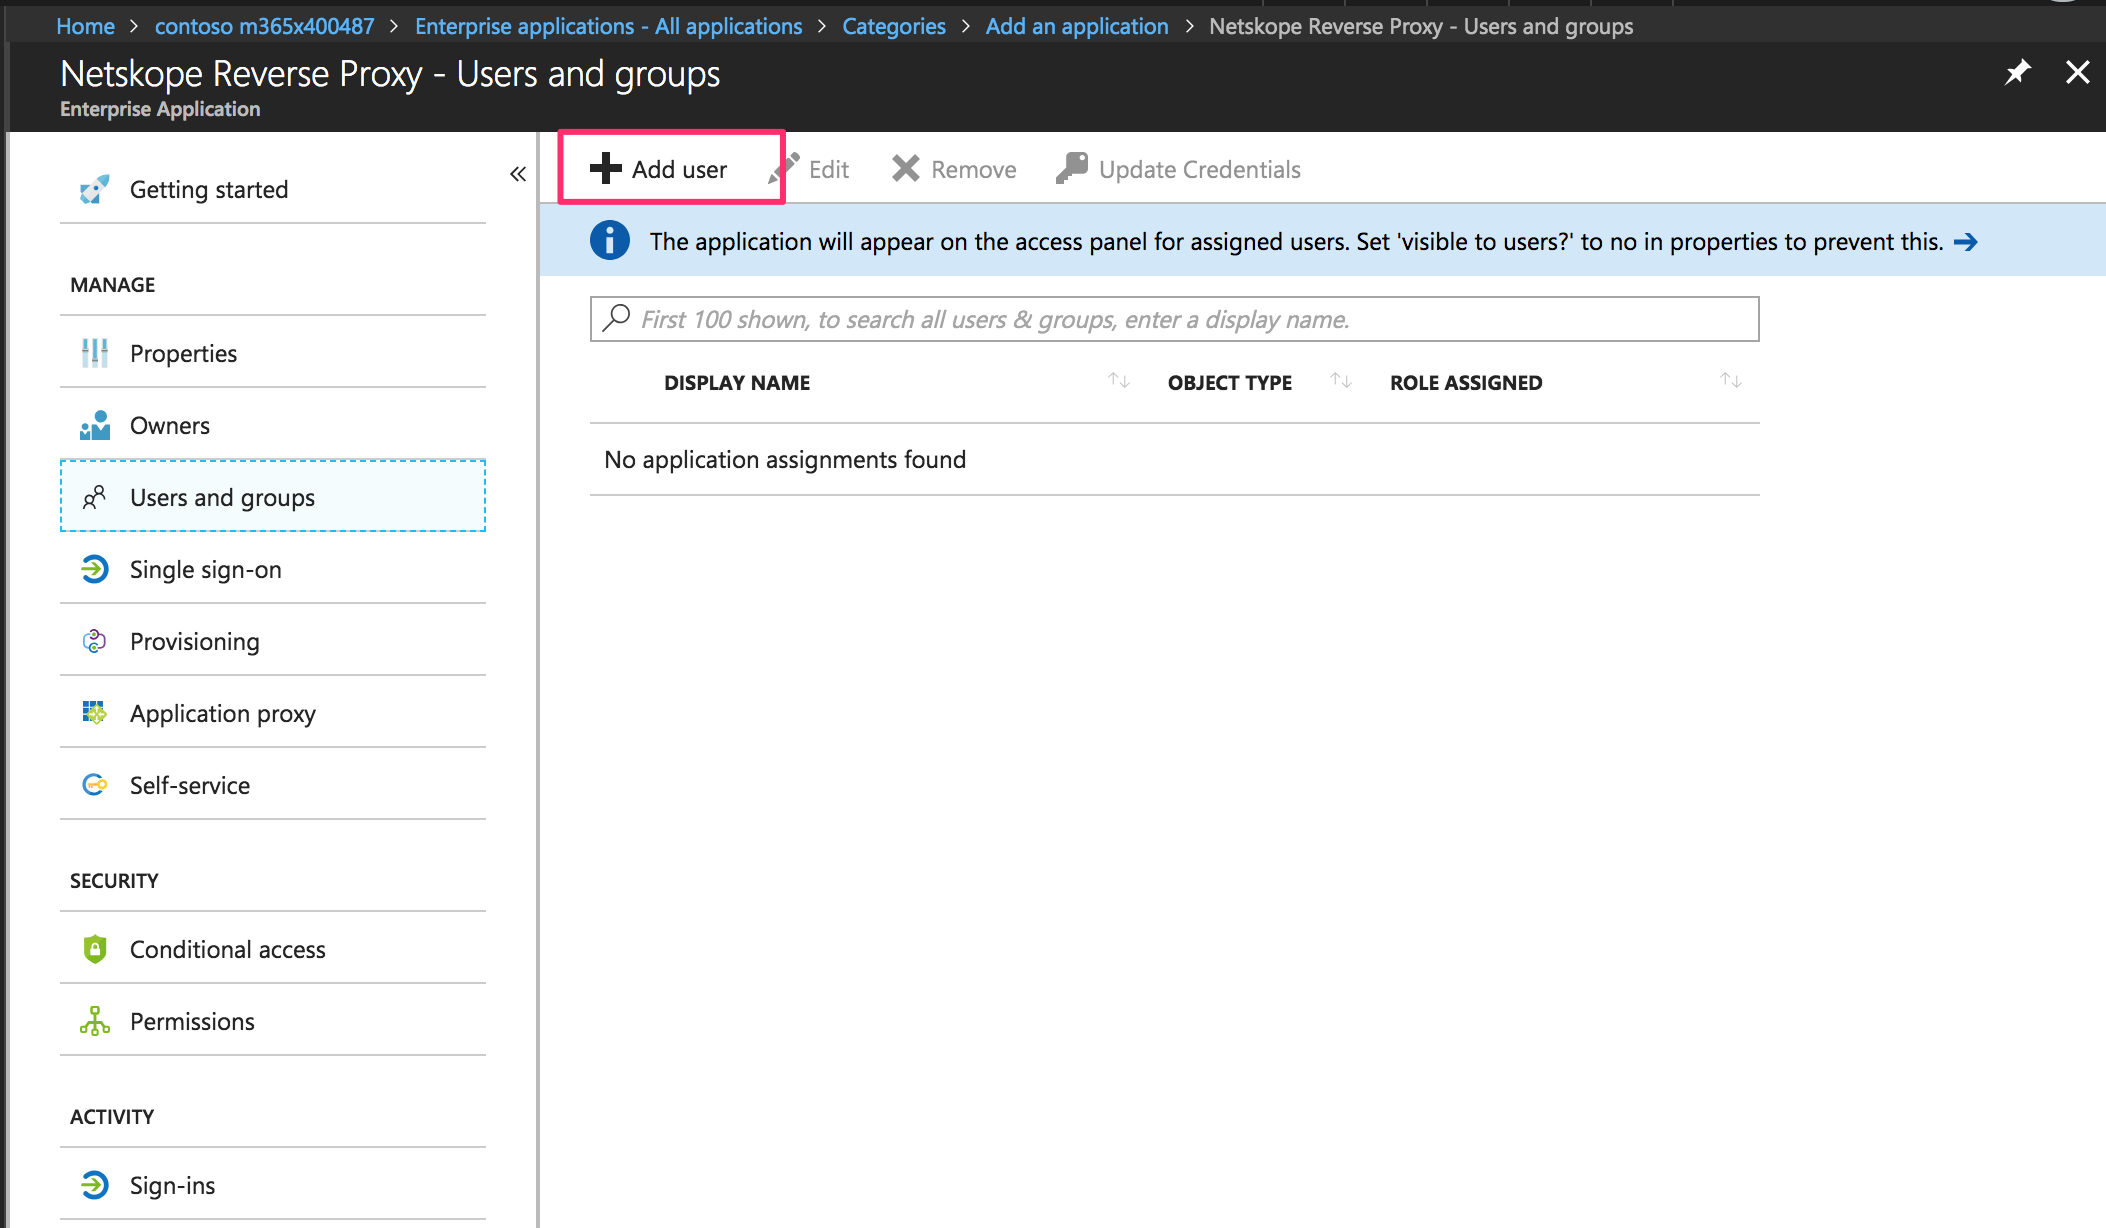 Home > contoso m365x400487 > Enterprise applications - All applications > Categories > Add an application > Netskope Reverse Proxy - Users and groups
Netskope Reverse Proxy - Users and groups
Enterprise Application
Getting started
MANAGE
Properties
Owners
Users and groups
Single sign-on
Provisioning
Application proxy
Self-service
SECURITY
Conditional access
Permissions
ACTIVITY
Sign-ins
Add user Edit Remove Update Credentials
The application will appear on the access panel for assigned users. Set 'visible to users?' to no in properties to prevent this.
First 100 shown, to search all users & groups, enter a display name.
DISPLAY NAME OBJECT TYPE ROLE ASSIGNED
No application assignments found